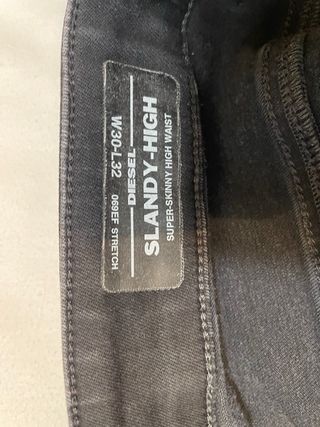 DIESEL
SLANDY-HIGH
SUPER-SKINNY HIGH WAIST
W30-L32
069EF STRETCH